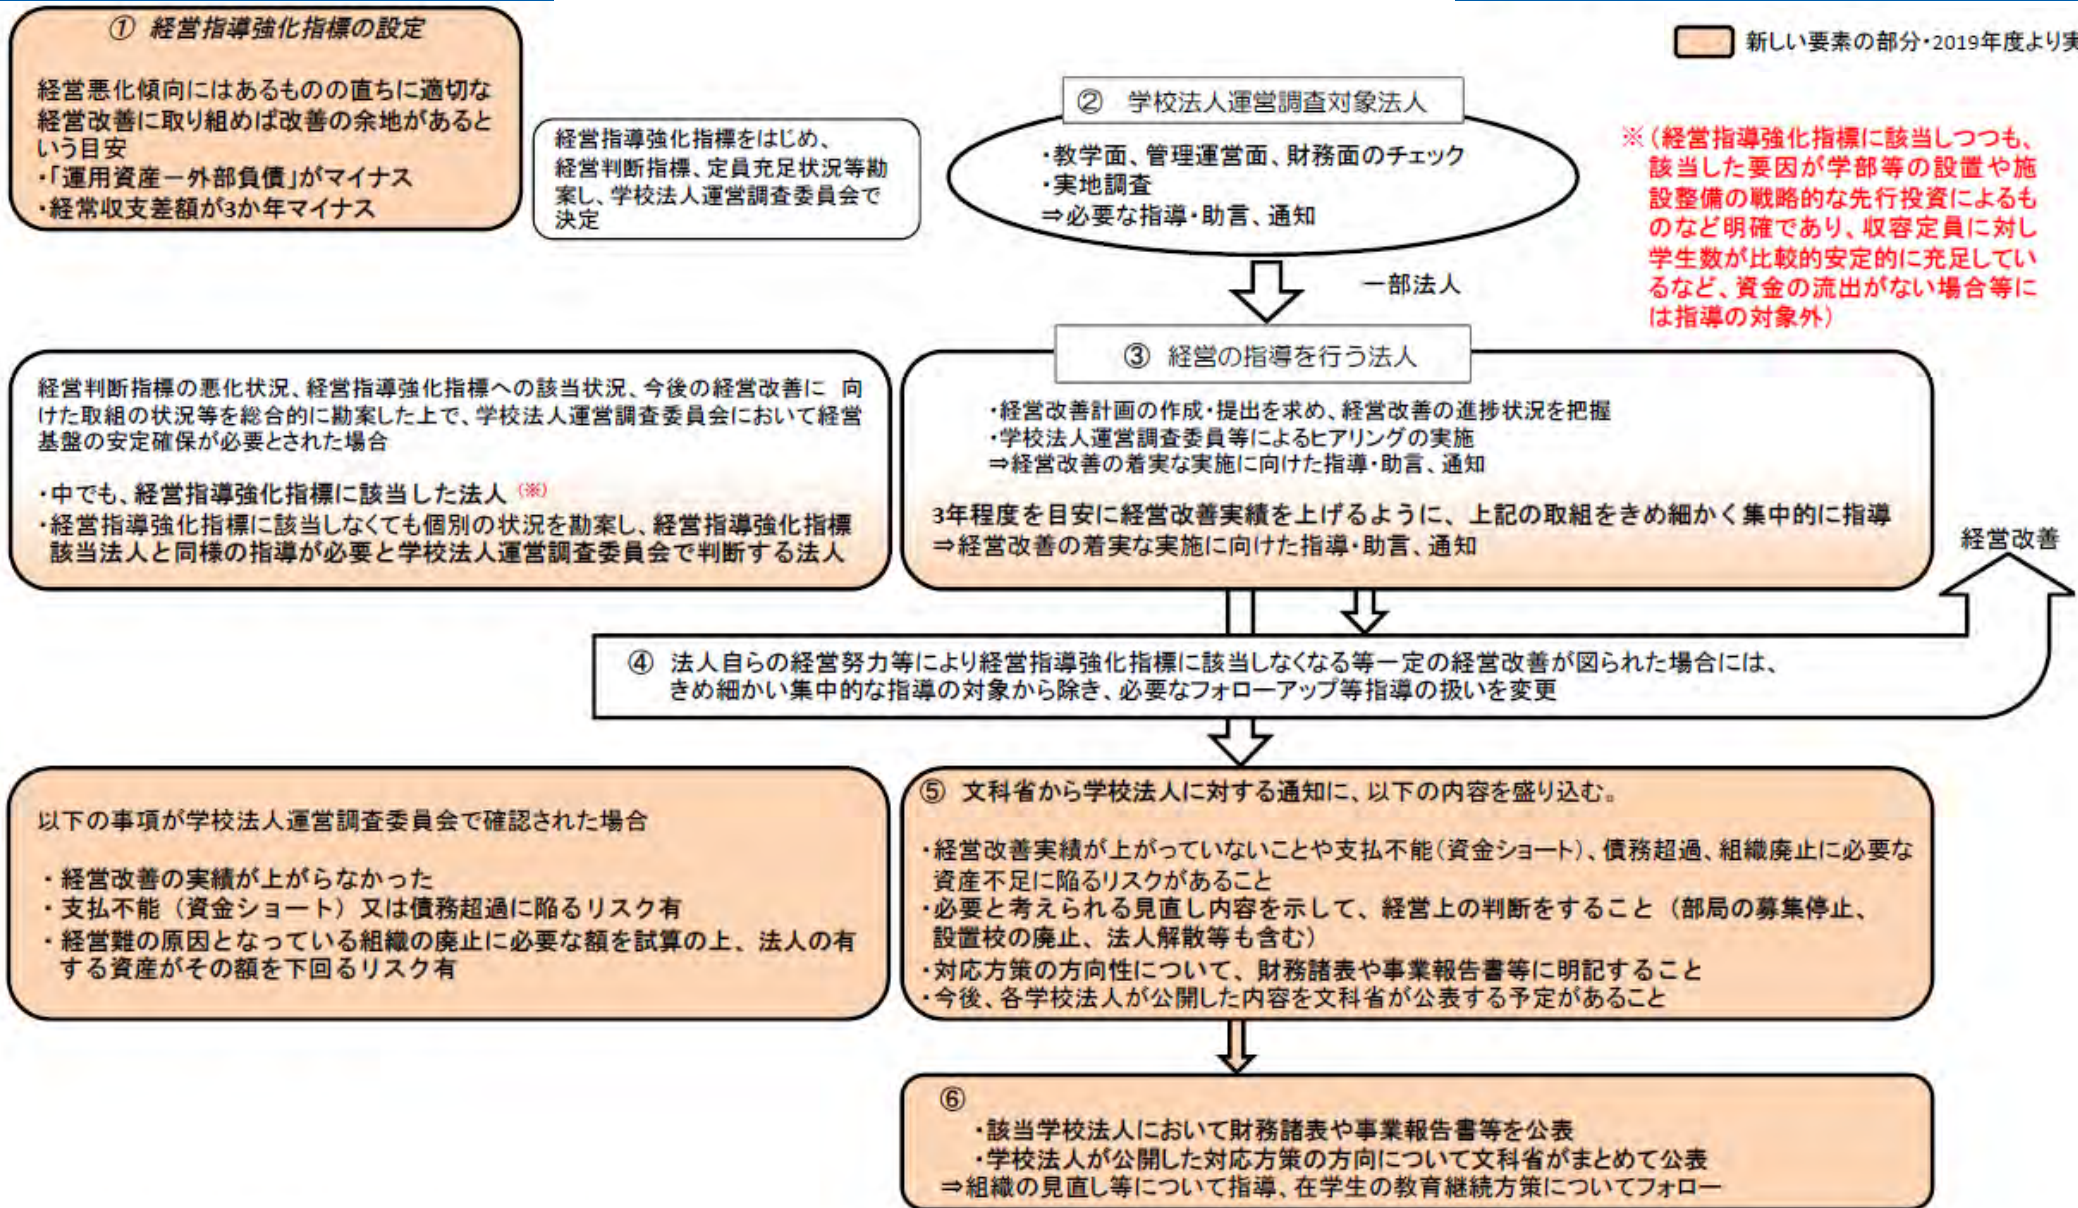 ① 経営指導強化指標の設定
経営悪化傾向にはあるものの直ちに適切な
経営改善に取り組めば改善の余地があると
いう目安
・「運用資産－外部負債」がマイナス
・経常収支差額が3か年マイナス
経営指導強化指標をはじめ、
経営判断指標、定員充足状況等勘
案し、学校法人運営調査委員会で
決定
新しい要素の部分・2019年度より実
② 学校法人運営調査対象法人
・教学面、管理運営面、財務面のチェック
・実地調査
⇒必要な指導・助言、通知
一部法人
※（経営指導強化指標に該当しつつも、
該当した要因が学部等の設置や施
設整備の戦略的な先行投資によるも
のなど明確であり、収容定員に対し
学生数が比較的安定的に充足してい
るなど、資金の流出がない場合等に
は指導の対象外）
経営判断指標の悪化状況、経営指導強化指標への該当状況、今後の経営改善に 向
けた取組の状況等を総合的に勘案した上で、学校法人運営調査委員会において経営
基盤の安定確保が必要とされた場合
・中でも、経営指導強化指標に該当した法人（※）
・経営指導強化指標に該当しなくても個別の状況を勘案し、経営指導強化指標
該当法人と同様の指導が必要と学校法人運営調査委員会で判断する法人
③ 経営の指導を行う法人
・経営改善計画の作成・提出を求め、経営改善の進捗状況を把握
・学校法人運営調査委員等によるヒアリングの実施
⇒経営改善の着実な実施に向けた指導・助言、通知
3年程度を目安に経営改善実績を上げるように、上記の取組をきめ細かく集中的に指導
⇒経営改善の着実な実施に向けた指導・助言、通知
経営改善
④ 法人自らの経営努力等により経営指導強化指標に該当しなくなる等一定の経営改善が図られた場合には、
きめ細かい集中的な指導の対象から除き、必要なフォローアップ等指導の扱いを変更
以下の事項が学校法人運営調査委員会で確認された場合
・経営改善の実績が上がらなかった
・支払不能（資金ショート）又は債務超過に陥るリスク有
・経営難の原因となっている組織の廃止に必要な額を試算の上、法人の有
する資産がその額を下回るリスク有
⑤ 文科省から学校法人に対する通知に、以下の内容を盛り込む。
・経営改善実績が上がっていないことや支払不能（資金ショート）、債務超過、組織廃止に必要な
資産不足に陥るリスクがあること
・必要と考えられる見直し内容を示して、経営上の判断をすること（部局の募集停止、
設置校の廃止、法人解散等も含む）
・対応方策の方向性について、財務諸表や事業報告書等に明記すること
・今後、各学校法人が公開した内容を文科省が公表する予定があること
⑥
・該当学校法人において財務諸表や事業報告書等を公表
・学校法人が公開した対応方策の方向について文科省がまとめて公表
⇒組織の見直し等について指導、在学生の教育継続方策についてフォロー